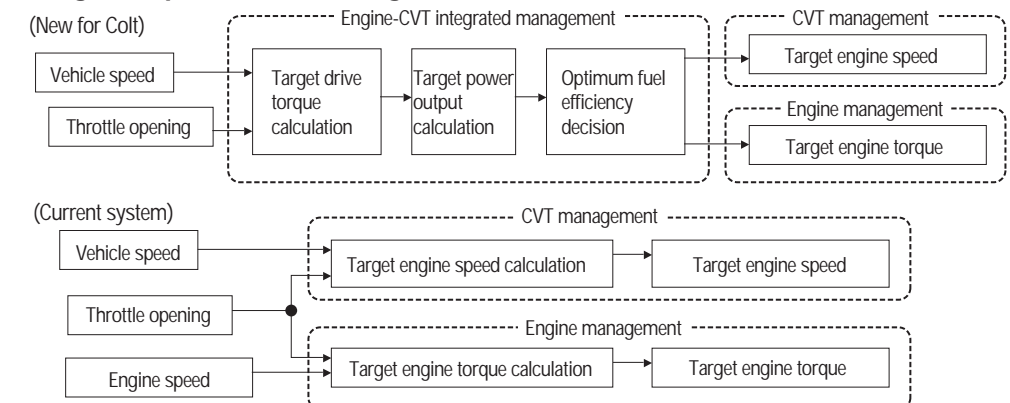 (New for Colt)
Engine-CVT integrated management
CVT management
Vehicle speed
Throttle opening
Target drive
torque
calculation
Target power
output
calculation
Optimum fuel
efficiency
decision
Target engine speed
Engine management
Target engine torque
(Current system)
CVT management
Vehicle speed
Target engine speed calculation
Target engine speed
Throttle opening
Engine management
Engine speed
Target engine torque calculation
Target engine torque